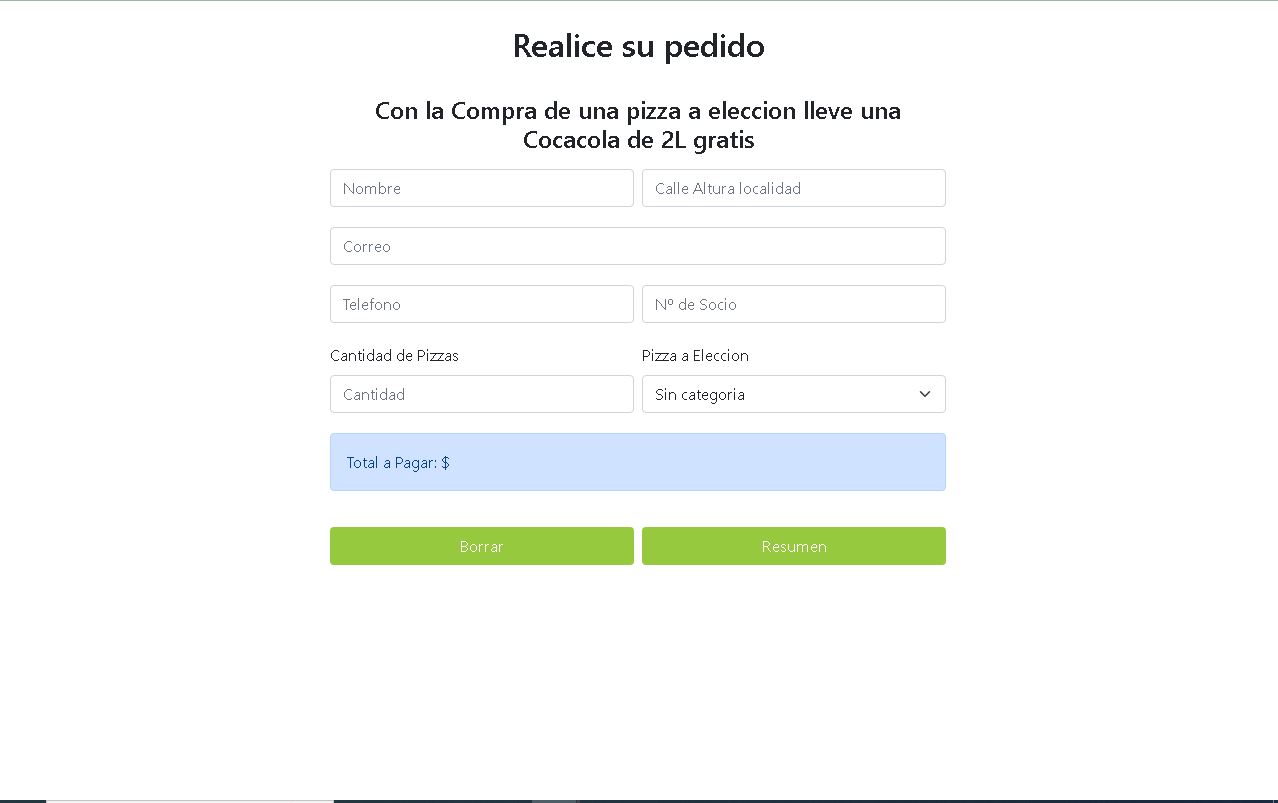 Realice su pedido
Con la Compra de una pizza a eleccion lleve una
Cocacola de 2L gratis
Nombre
Calle Altura localidad
Correo
Telefono
Nº de Socio
Cantidad de Pizzas
Pizza a Eleccion
Cantidad
Sin categoria
Total a Pagar: $
Borrar
Resumen